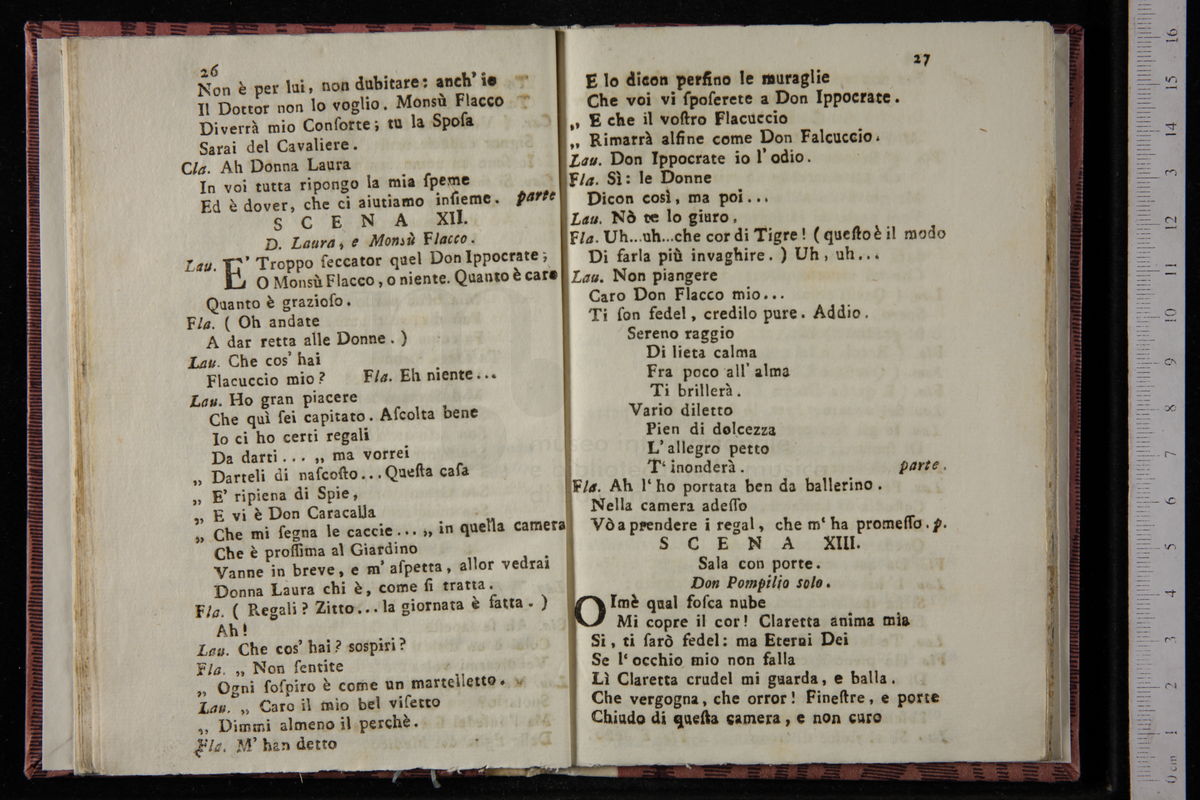 26
Non è per lui, non dubitare: anch' io
Il Dottor non lo voglio. Monsù Flacco
Diverrà mio Conſorte; tu la Spoſa
Sarai del Cavaliere.
Cla. Ah Donna Laura
In voi tutta ripongo la mia ſpeme
Ed è dover, che ci aiutiamo inſieme. parte
SCENA XII.
D. Laura, e Monsù Flacco.
Lau. E' Troppo ſeccator quel Don Ippocrate;
O Monsù Flacco, o niente. Quanto è caro
Quanto è grazioſo.
Fla. ( Oh andate
A dar retta alle Donne. )
Lau. Che cos' hai
Flacuccio mio? Fla. Eh niente...
Lau. Ho gran piacere
Che quì ſei capitato. Aſcolta bene
Io ci ho certi regali
Da darti... „ ma vorrei
„ Darteli di naſcoſto... Queſta caſa
„ E' ripiena di Spie,
„ E vi è Don Caracalla
„ Che mi ſegna le caccie... „ in quella camera
Che è proſſima al Giardino
Vanne in breve, e m' aſpetta, allor vedrai
Donna Laura chi è, come ſi tratta.
Fla. ( Regali? Zitto... la giornata è fatta. )
Ah!
Lau. Che cos' hai? sospiri?
Fla. „ Non ſentite
„ Ogni ſoſpiro è come un martelletto.
Lau. „ Caro il mio bel viſetto
„ Dimmi almeno il perchè.
Fla. M' han detto
27
E lo dicon perfino le muraglie
Che voi vi ſpoſerete a Don Ippocrate.
„ E che il voſtro Flacuccio
„ Rimarrà alfine come Don Falcuccio.
Lau. Don Ippocrate io l' odio.
Fla. Sì: le Donne
Dicon così, ma poi...
Lau. Nò te lo giuro.
Fla. Uh...uh...che cor di Tigre! ( queſto è il modo
Di farla più invaghire. ) Uh, uh...
Lau. Non piangere
Caro Don Flacco mio...
Ti ſon fedel, credilo pure. Addio.
Sereno raggio
Di lieta calma
Fra poco all' alma
Ti brillerà.
Vario diletto
Pien di dolcezza
L' allegro petto
T' inonderà. parte.
Fla. Ah l' ho portata ben da ballerino.
Nella camera adeſſo
Vò a prendere i regal, che m' ha promeſſo. p.
SCENA XIII.
Sala con porte.
Don Pompilio solo.
OImè qual foſca nube
Mi copre il cor! Claretta anima mia
Si, ti ſarò fedel: ma Eterni Dei
Se l' occhio mio non falla
Lì Claretta crudel mi guarda, e balla.
Che vergogna, che orror! Fineſtre, e porte
Chiudo di queſta camera, e non curo